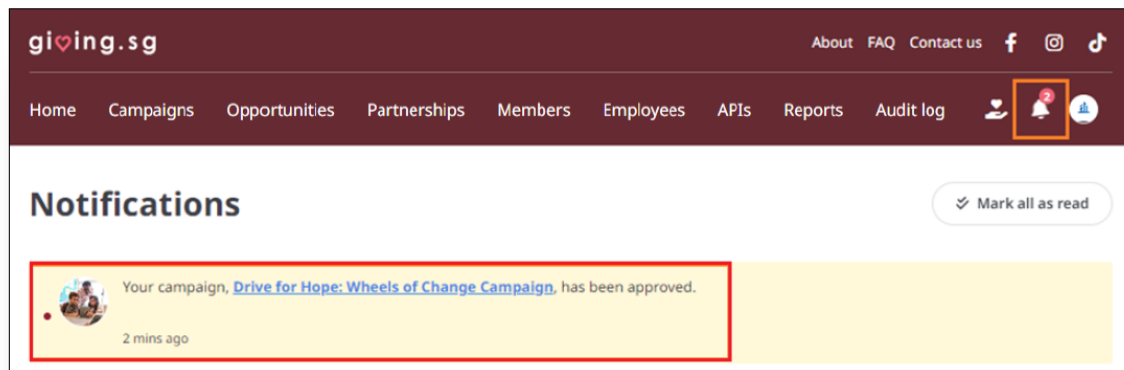 giving.sg
About FAQ Contact us
Home Campaigns Opportunities Partnerships Members Employees APIs Reports Audit log
2
Notifications
Mark all as read
Your campaign, Drive for Hope: Wheels of Change Campaign, has been approved.
2 mins ago